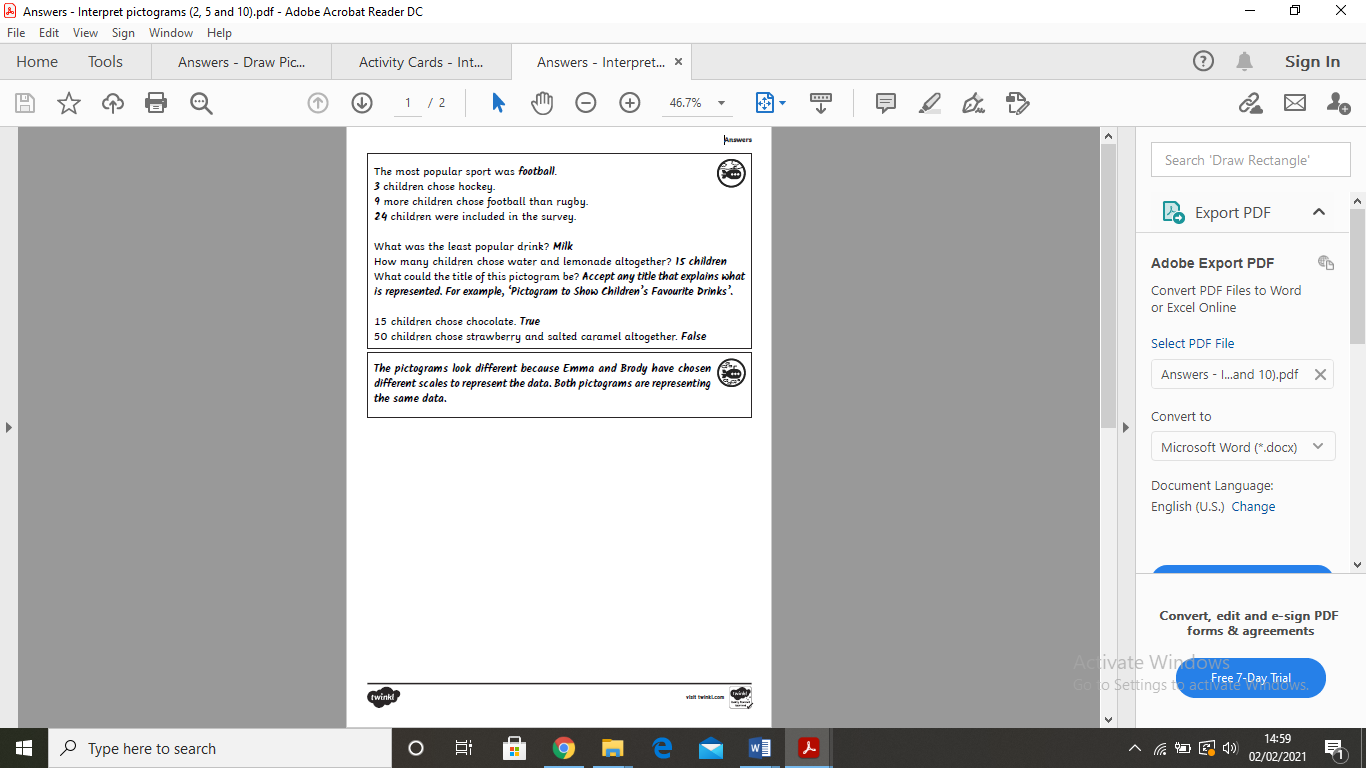 Answers - Interpret pictograms (2, 5 and 10).pdf - Adobe Acrobat Reader DC
File Edit View Sign Window Help
Home Tools Answers - Draw Pic... Activity Cards - Int... Answers - Interpret... Sign In
1 / 2 46.7%
Answers
The most popular sport was football.
3 children chose hockey.
9 more children chose football than rugby.
24 children were included in the survey.
What was the least popular drink? Milk
How many children chose water and lemonade altogether? 15 children
What could the title of this pictogram be? Accept any title that explains what
is represented. For example, ‘Pictogram to Show Children’s Favourite Drinks’.
15 children chose chocolate. True
50 children chose strawberry and salted caramel altogether. False
The pictograms look different because Emma and Brody have chosen
different scales to represent the data. Both pictograms are representing
the same data.
twinkl
visit twinkl.com
Search 'Draw Rectangle'
Export PDF
Adobe Export PDF
Convert PDF Files to Word
or Excel Online
Select PDF File
Answers - I...and 10).pdf
Convert to
Microsoft Word (*.docx)
Document Language:
English (U.S.) Change
Convert, edit and e-sign PDF
forms & agreements
Free 7-Day Trial
Activate Windows
Go to Settings to activate Windows.
Type here to search
14:59
02/02/2021
1